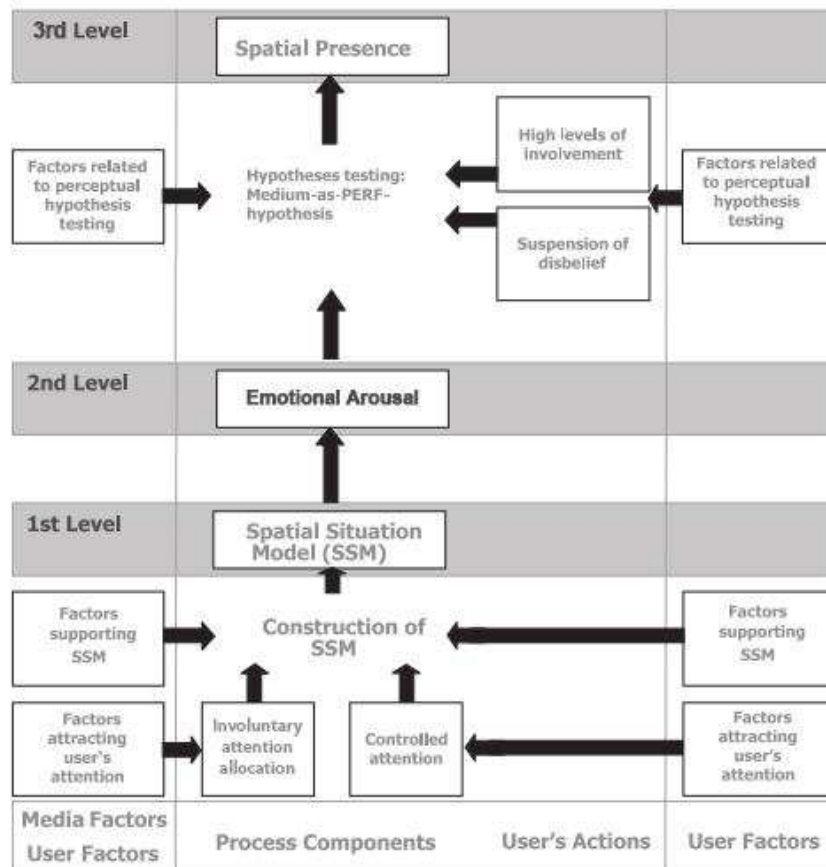 3rd Level
Spatial Presence
High levels of
involvement
Factors related
to perceptual
hypothesis
testing
Hypotheses testing:
Medium-as-PERF-
hypothesis
Factors related
to perceptual
hypothesis
testing
Suspension of
disbelief
2nd Level
Emotional Arousal
1st Level
Spatial Situation
Model (SSM)
Factors
supporting
SSM
Construction of
SSM
Factors
supporting
SSM
Factors
attracting
user's
attention
Involuntary
attention
allocation
Controlled
attention
Factors
attracting
user's
attention
Media Factors
User Factors
Process Components
User's Actions
User Factors